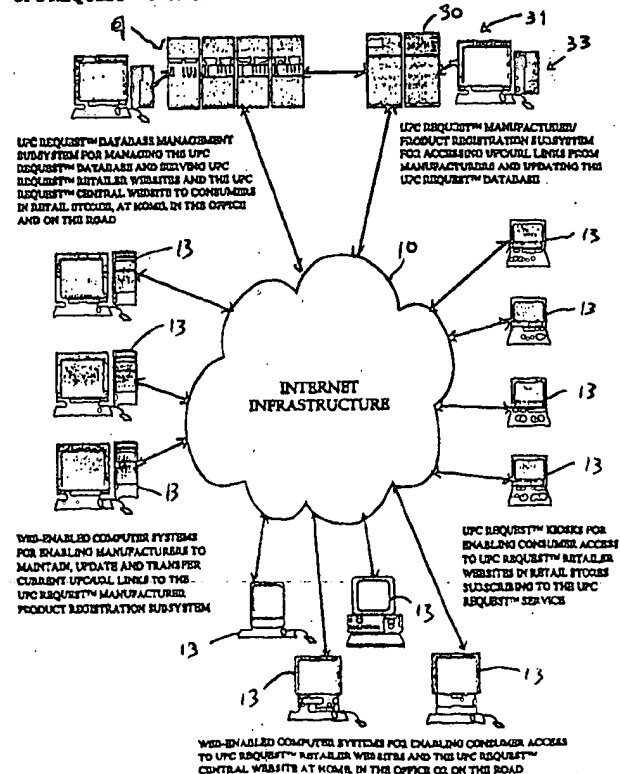 9
30
31
33
UPC REQUEST™ DATABASE MANAGEMENT
SUBSYSTEM FOR MANAGING THE UPC
REQUEST™ DATABASE AND SERVING UPC
REQUEST™ RETAILER WEBSITES AND THE UPC
REQUEST™ CENTRAL WEBSITE TO CONSUMERS
IN RETAIL STORES, AT HOME, IN THE OFFICE
AND ON THE ROAD
UPC REQUEST™ MANUFACTURER/
PRODUCT REGISTRATION SUBSYSTEM
FOR ACCESSING UPC/URL LINKS FROM
MANUFACTURERS AND UPDATING THE
UPC REQUEST™ DATABASE
10
13
13
13
13
13
13
13
INTERNET
INFRASTRUCTURE
WEB-ENABLED COMPUTER SYSTEMS
FOR ENABLING MANUFACTURERS TO
MAINTAIN, UPDATE AND TRANSFER
CURRENT UPC/URL LINKS TO THE
UPC REQUEST™ MANUFACTURER
PRODUCT REGISTRATION SUBSYSTEM
UPC REQUEST™ KIOSKS FOR
ENABLING CONSUMER ACCESS
TO UPC REQUEST™ RETAILER
WEBSITES IN RETAIL STORES
SUBSCRIBING TO THE UPC
REQUEST™ SERVICE
13
13
13
13
WEB-ENABLED COMPUTER SYSTEMS FOR ENABLING CONSUMER ACCESS
TO UPC REQUEST™ RETAILER WEBSITES AND THE UPC REQUEST™
CENTRAL WEBSITE AT HOME, IN THE OFFICE OR ON THE ROAD